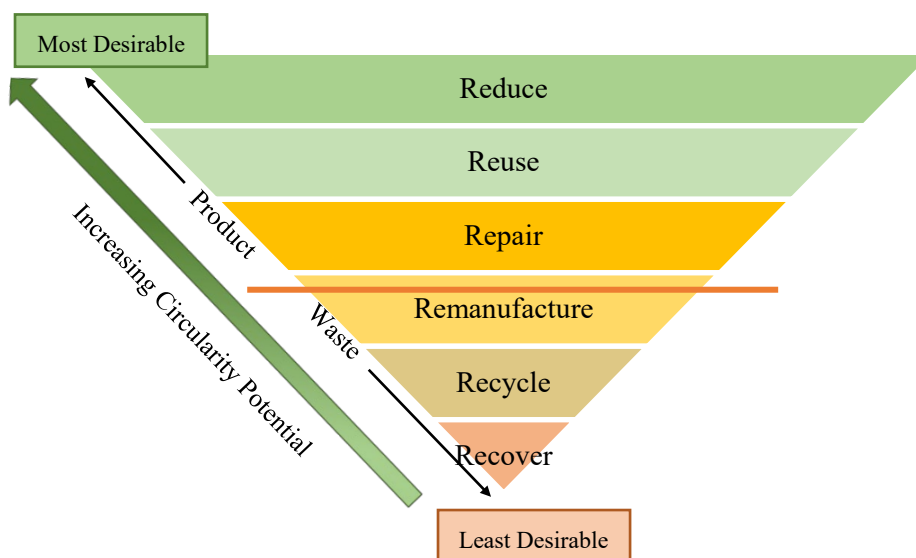 Most Desirable
Reduce
Reuse
Repair
Remanufacture
Recycle
Recover
Product
Waste
Increasing Circularity Potential
Least Desirable